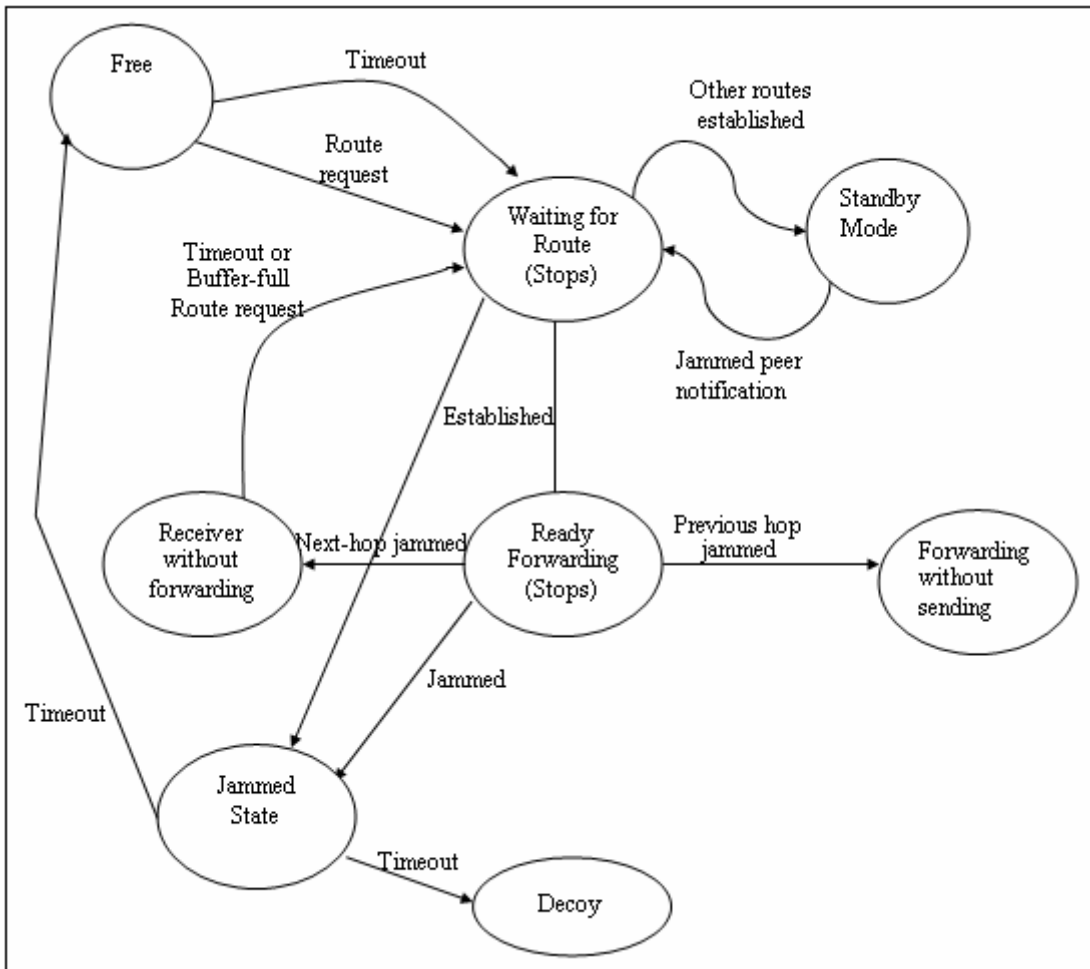 Free
Timeout
Other routes
established
Route
request
Waiting for
Route
(Stops)
Standby
Mode
Timeout or
Buffer-full
Route request
Jammed peer
notification
Established
Receiver
without
forwarding
Next-hop jammed
Ready
Forwarding
(Stops)
Previous hop
jammed
Forwarding
without
sending
Jammed
Timeout
Jammed
State
Timeout
Decoy